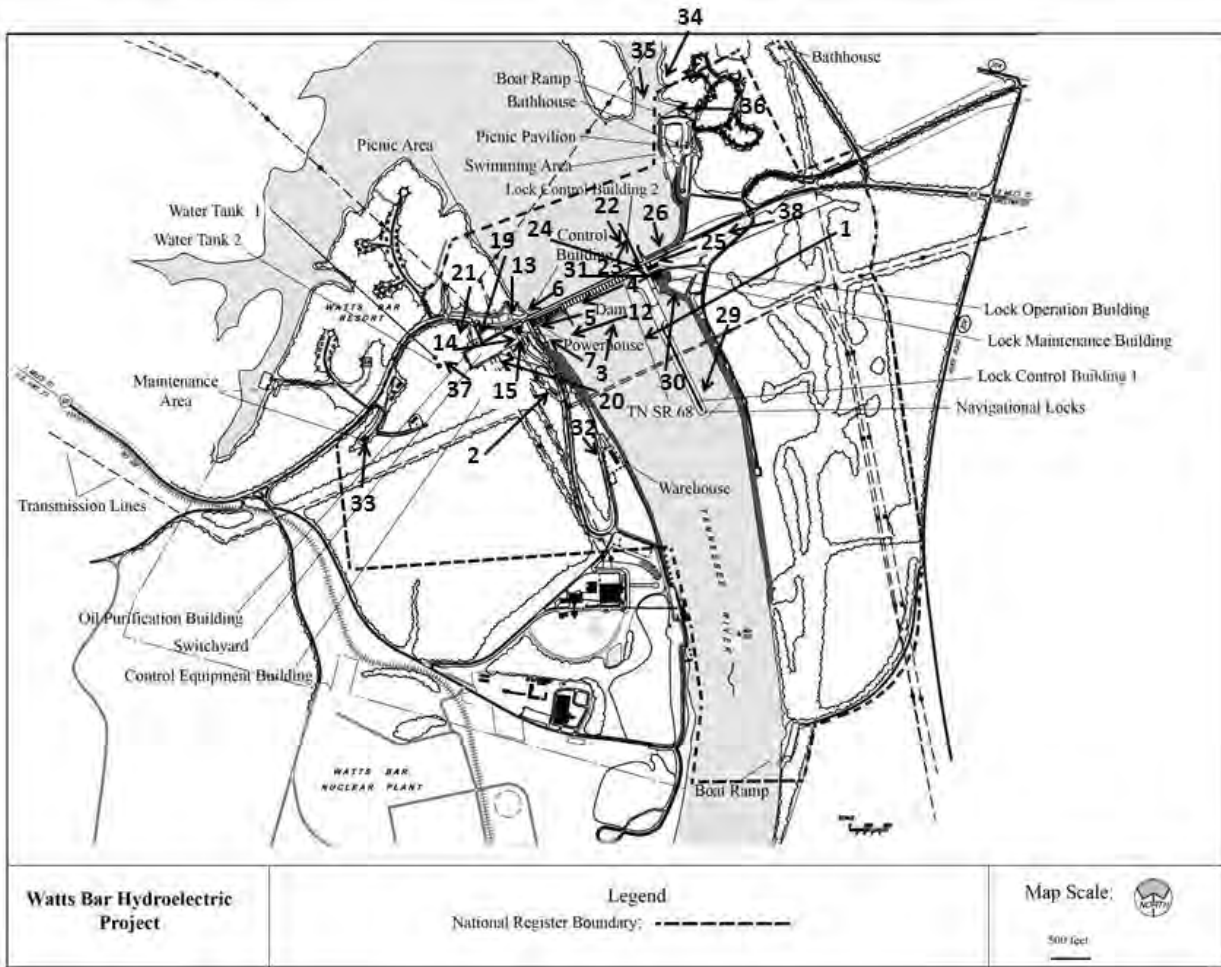 34
35
Bathhouse
Boat Ramp
Bathhouse
36
Picnic Pavilion
Picnic Area
Swimming Area
Lock Control Building 2
Water Tank 1
22
26
38
1
24
Control
Building
Water Tank 2
19
25
21
13
31
23
4
6
WATTS BAR
RESORT
Dam
5
12
29
Lock Operation Building
14
Powerhouse
Lock Maintenance Building
7
3
30
Maintenance
Area
37
15
20
Lock Control Building 1
TN SR 68
Navigational Locks
32
2
33
Warehouse
Transmission Lines
TENNESSEE
RIVER
Oil Purification Building
Switchyard
Control Equipment Building
WATTS BAR
NUCLEAR PLANT
Boat Ramp
Watts Bar Hydroelectric
Project
Legend
National Register Boundary:
Map Scale:
NORTH
500 feet